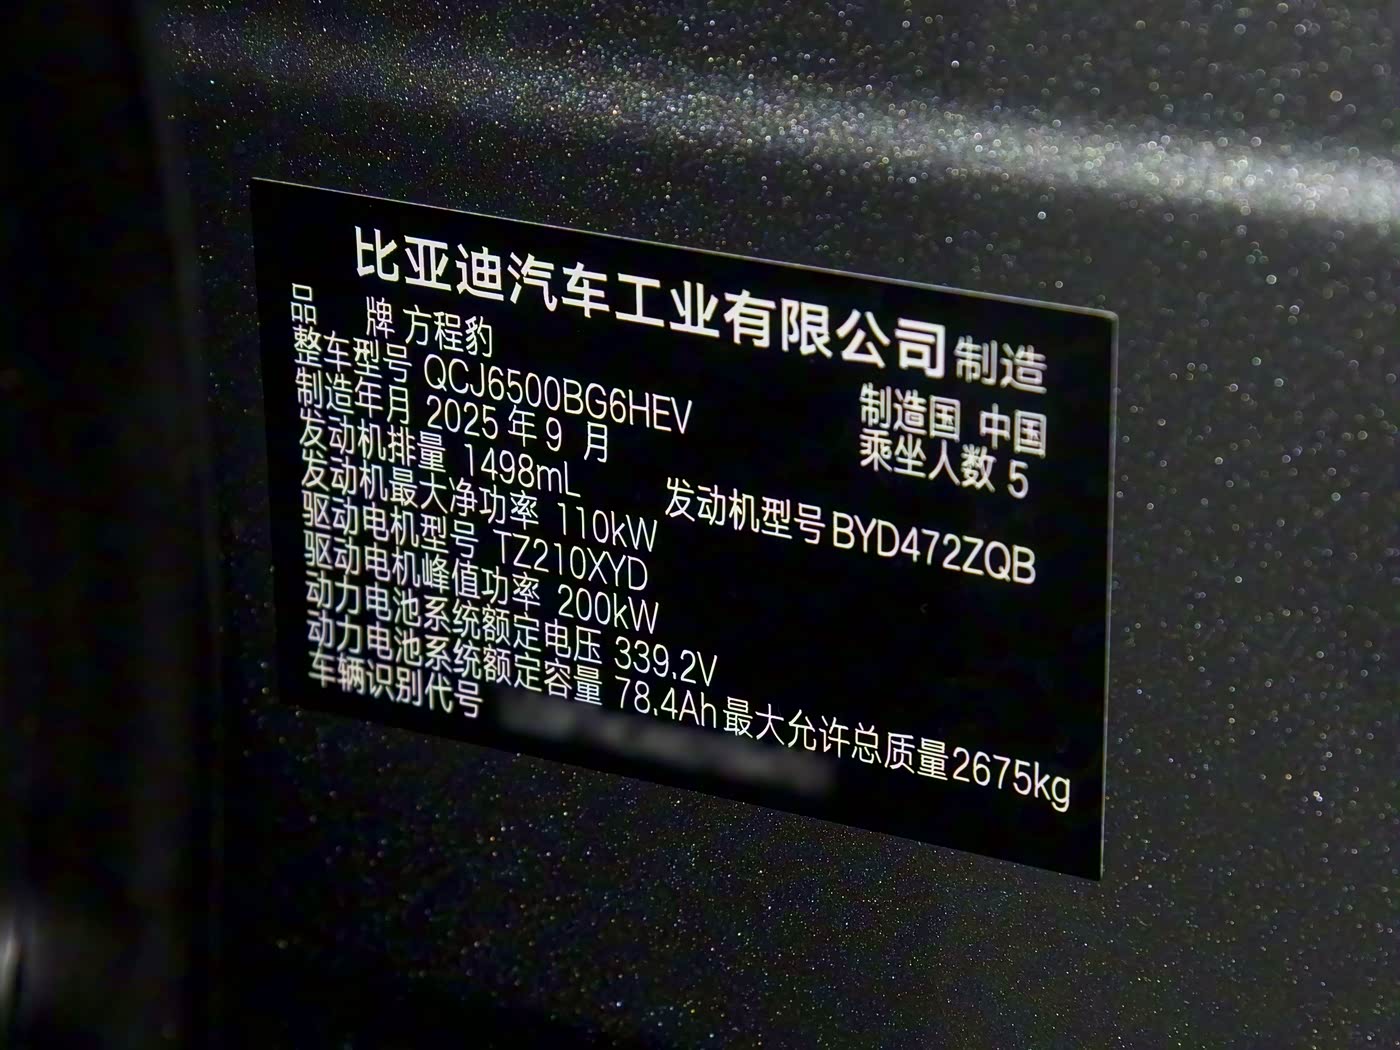 比亚迪汽车工业有限公司 制造
品 牌 方程豹
整车型号 QCJ6500BG6HEV
制造国 中国
制造年月 2025 年 9 月
乘坐人数 5
发动机排量 1498mL
发动机型号 BYD472ZQB
发动机最大净功率 110kW
驱动电机型号 TZ210XYD
驱动电机峰值功率 200kW
动力电池系统额定电压 339.2V
动力电池系统额定容量 78.4Ah 最大允许总质量2675kg
车辆识别代号